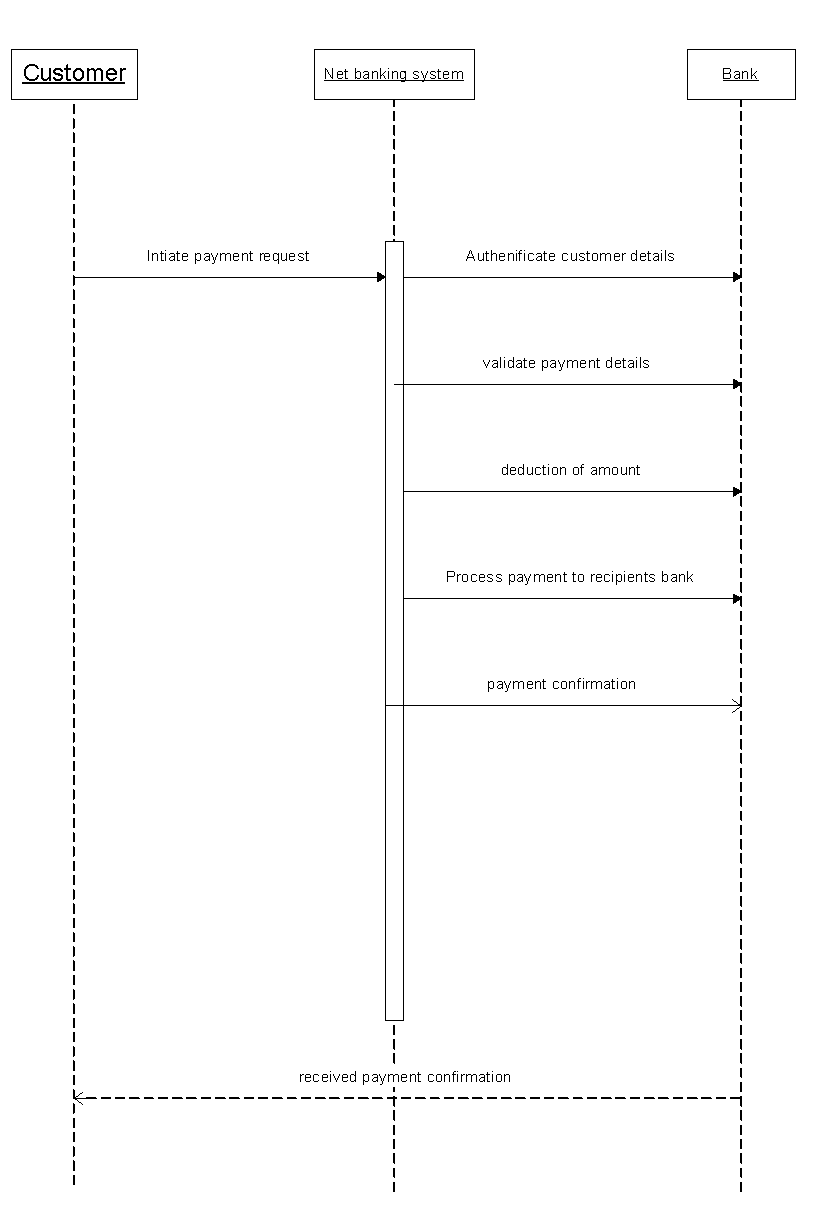 Customer
Net banking system
Bank
Intiate payment request
Authenificate customer details
validate payment details
deduction of amount
Process payment to recipients bank
payment confirmation
received payment confirmation